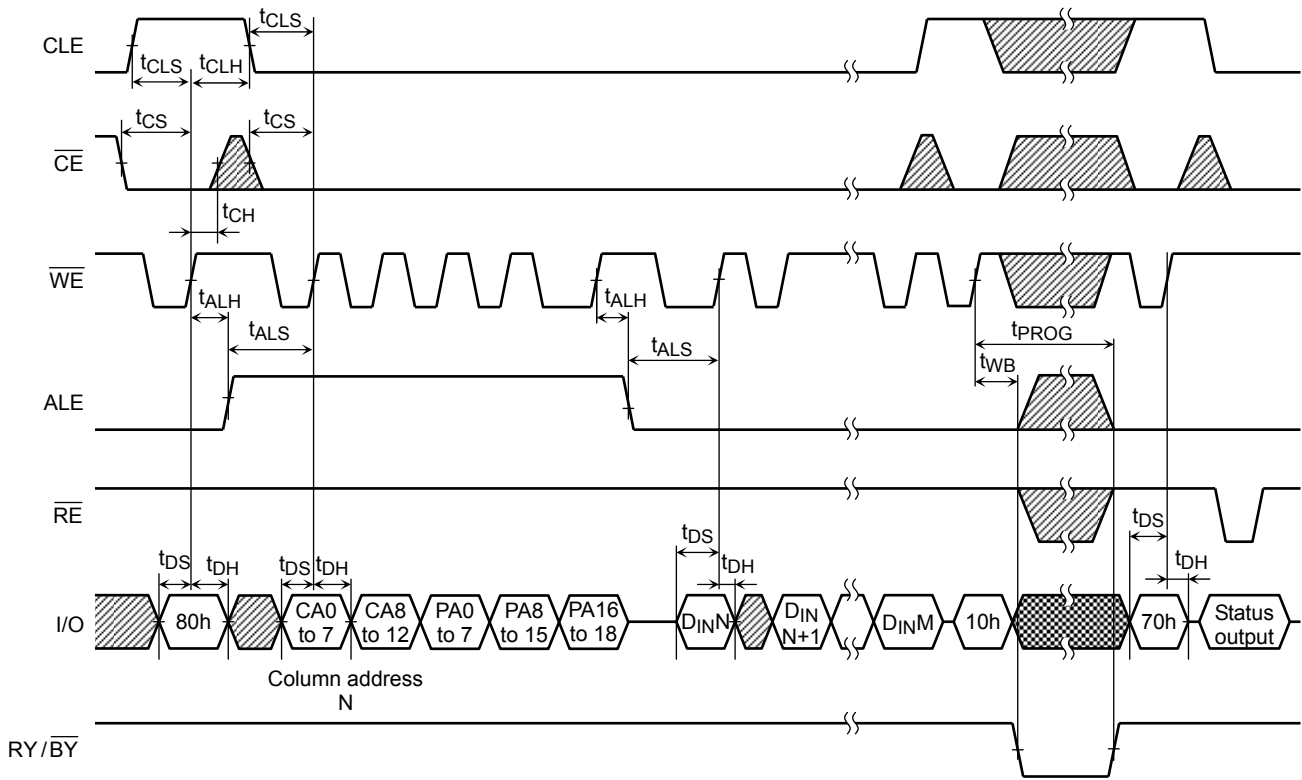 CLE
tCLS
tCLS
tCLH
CE
tCS
tCS
tCH
WE
tALH
tALS
tALH
tALS
tPROG
tWB
ALE
RE
tDS
tDH
tDS
tDH
tDS
tDH
tDS
tDH
I/O
80h
CA0
to 7
CA8
to 12
PA0
to 7
PA8
to 15
PA16
to 18
DINN
DIN
N+1
DINM
10h
70h
Status
output
Column address
N
RY/BY